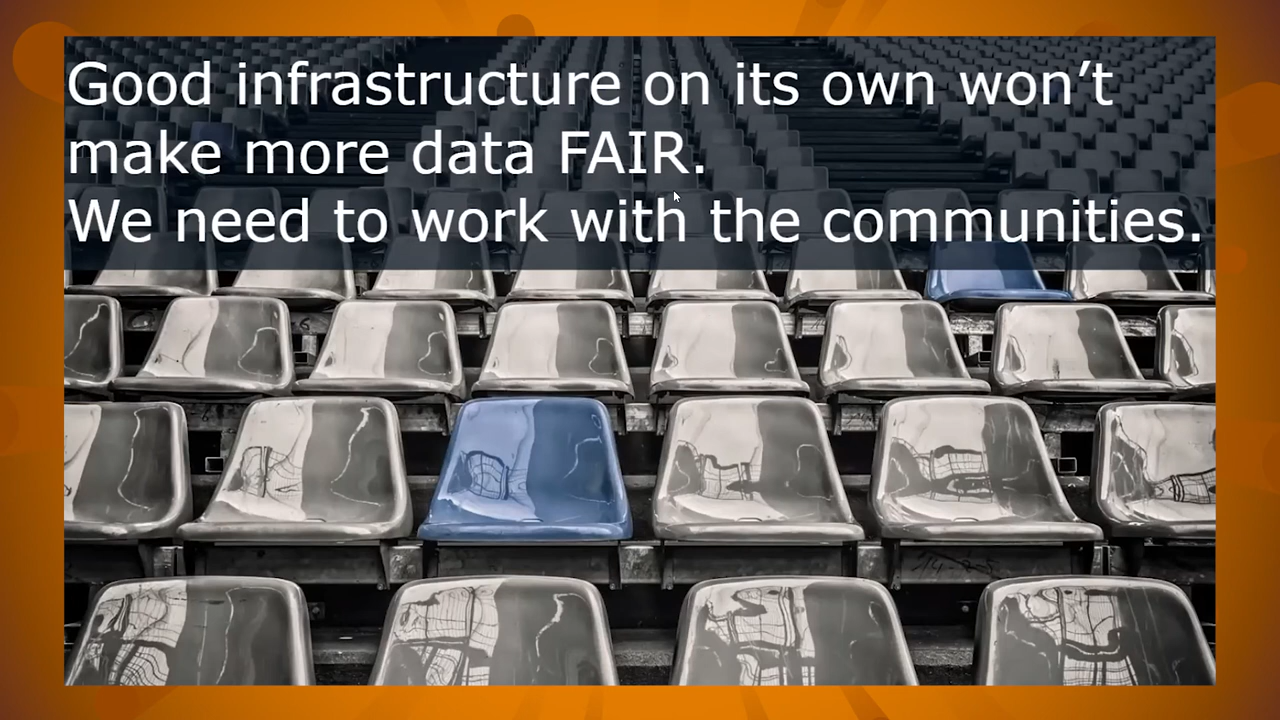 Good infrastructure on its own won’t
make more data FAIR.
We need to work with the communities.